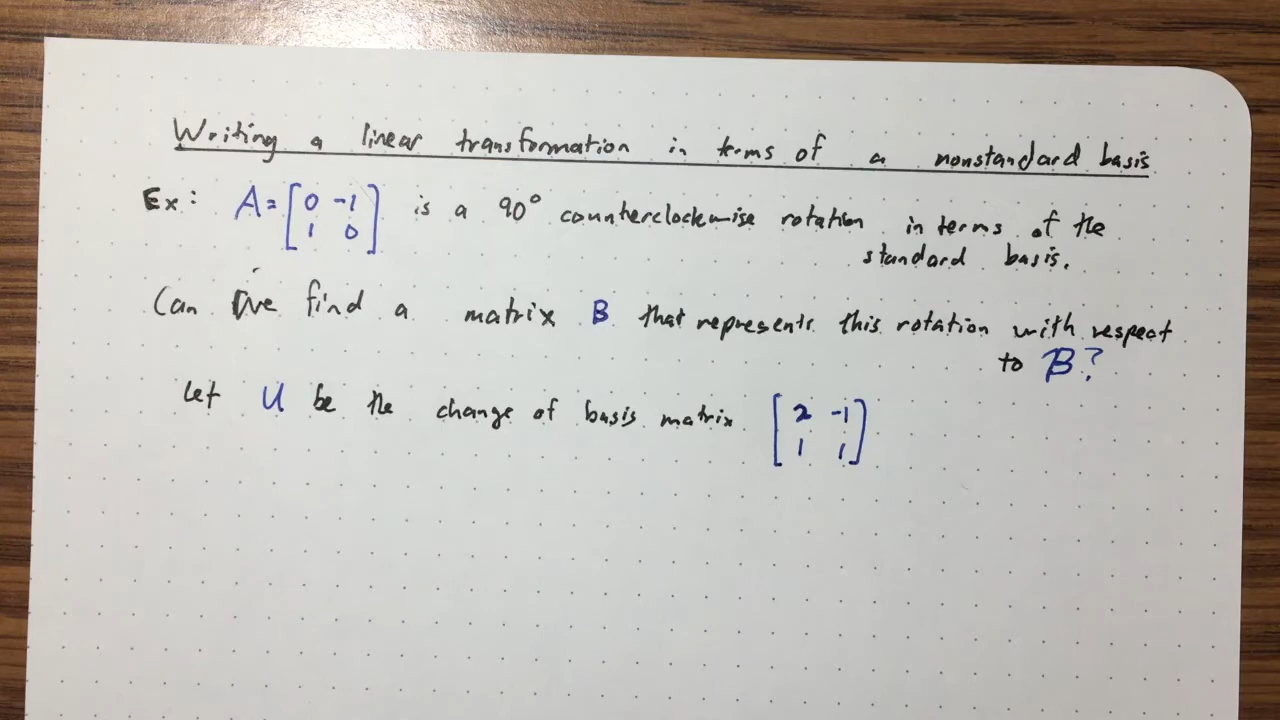 Writing a linear transformation in terms of a nonstandard basis
Ex: A = [0 -1; 1 0] is a 90° counterclockwise rotation in terms of the
standard basis.
Can we find a matrix B that represents this rotation with respect
to ℬ?
Let U be the change of basis matrix [2 -1; 1 1]